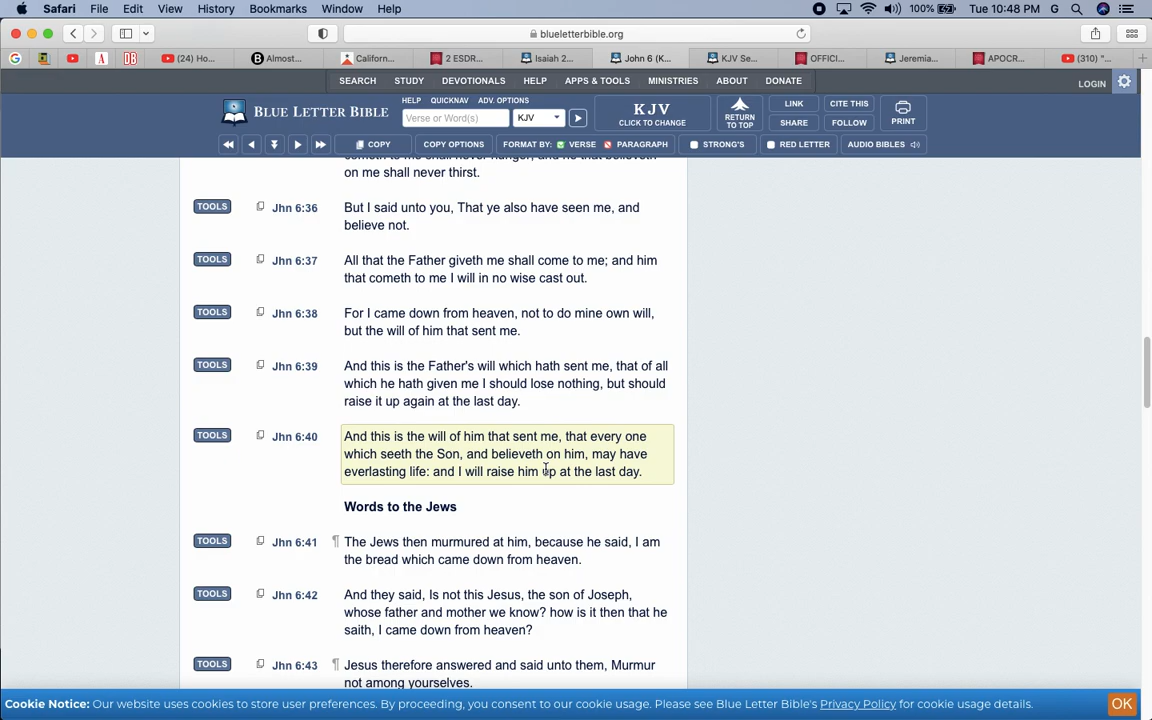 Safari File Edit View History Bookmarks Window Help 100% Tue 10:48 PM G
blueletterbible.org
(24) Ho... Almost... Californ... 2 ESDR... Isaiah 2... John 6 (K... KJV Se... OFFICI... Jeremia... APOCR... (310) "...
SEARCH STUDY DEVOTIONALS HELP APPS & TOOLS MINISTRIES ABOUT DONATE LOGIN
BLUE LETTER BIBLE
HELP QUICKNAV ADV. OPTIONS
Verse or Word(s) KJV
KJV
CLICK TO CHANGE
RETURN
TO TOP
LINK CITE THIS
SHARE FOLLOW
PRINT
COPY COPY OPTIONS FORMAT BY: VERSE PARAGRAPH STRONG'S RED LETTER AUDIO BIBLES
cometh to me shall never hunger; and he that believeth
on me shall never thirst.
TOOLS Jhn 6:36 But I said unto you, That ye also have seen me, and
believe not.
TOOLS Jhn 6:37 All that the Father giveth me shall come to me; and him
that cometh to me I will in no wise cast out.
TOOLS Jhn 6:38 For I came down from heaven, not to do mine own will,
but the will of him that sent me.
TOOLS Jhn 6:39 And this is the Father's will which hath sent me, that of all
which he hath given me I should lose nothing, but should
raise it up again at the last day.
TOOLS Jhn 6:40 And this is the will of him that sent me, that every one
which seeth the Son, and believeth on him, may have
everlasting life: and I will raise him up at the last day.
Words to the Jews
TOOLS Jhn 6:41 ¶ The Jews then murmured at him, because he said, I am
the bread which came down from heaven.
TOOLS Jhn 6:42 And they said, Is not this Jesus, the son of Joseph,
whose father and mother we know? how is it then that he
saith, I came down from heaven?
TOOLS Jhn 6:43 ¶ Jesus therefore answered and said unto them, Murmur
not among yourselves.
Cookie Notice: Our website uses cookies to store user preferences. By proceeding, you consent to our cookie usage. Please see Blue Letter Bible's Privacy Policy for cookie usage details. OK